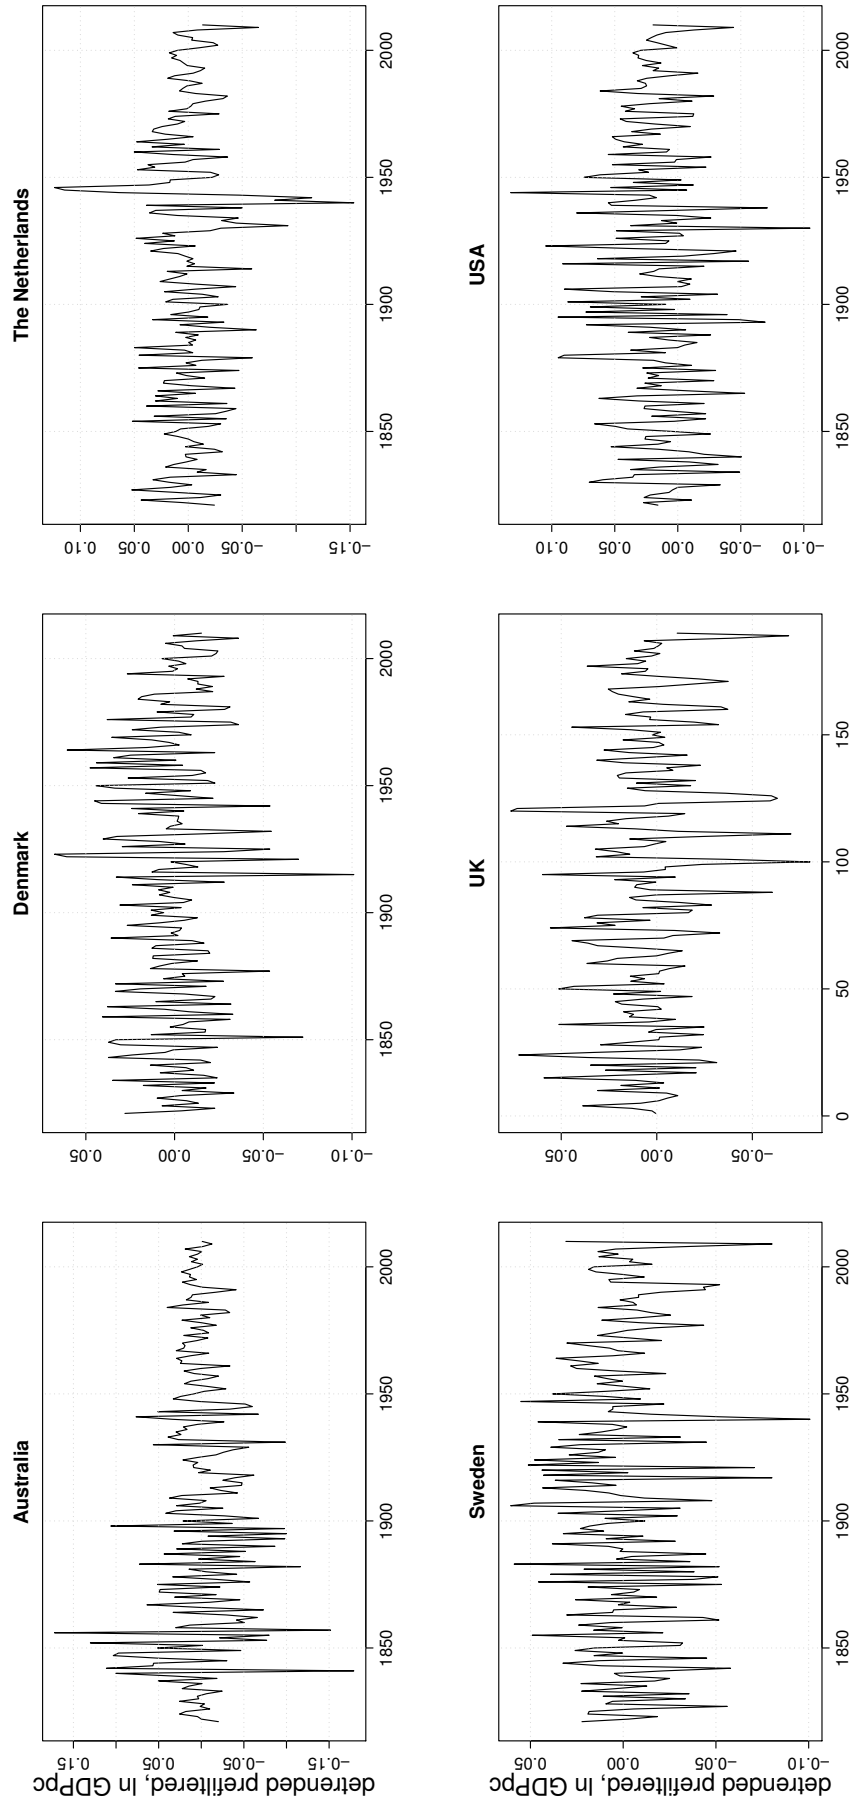 Australia
detrended prefiltered, ln GDPpc
0.15
0.05
−0.05
−0.15
1850 1900 1950 2000
Denmark
0.05
0.00
−0.05
−0.10
1850 1900 1950 2000
The Netherlands
0.10
0.05
0.00
−0.05
−0.15
1850 1900 1950 2000
Sweden
detrended prefiltered, ln GDPpc
0.05
0.00
−0.05
−0.10
1850 1900 1950 2000
UK
0.05
0.00
−0.05
0 50 100 150
USA
0.10
0.05
0.00
−0.05
−0.10
1850 1900 1950 2000